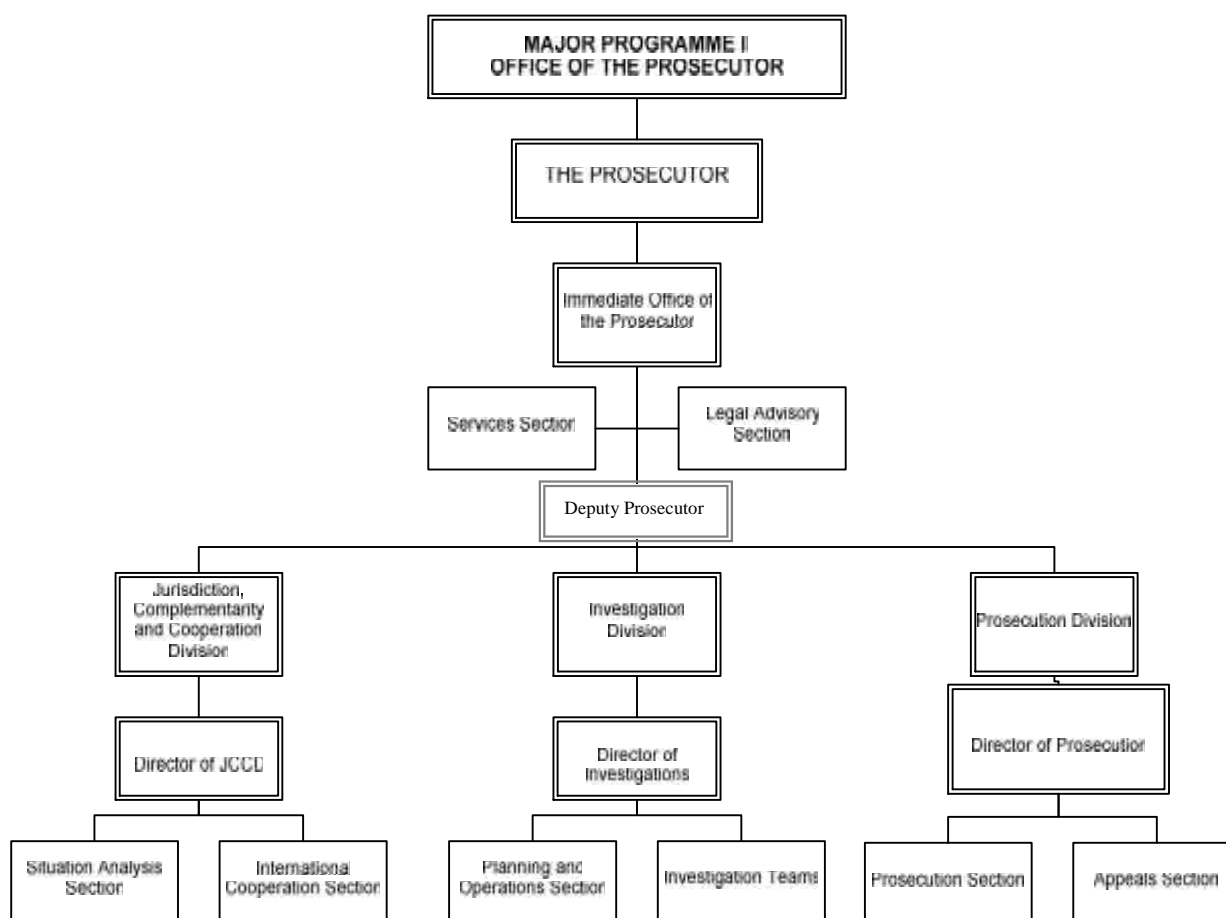 MAJOR PROGRAMME II
OFFICE OF THE PROSECUTOR
THE PROSECUTOR
Immediate Office of
the Prosecutor
Services Section
Legal Advisory
Section
Deputy Prosecutor
Jurisdiction,
Complementarity
and Cooperation
Division
Investigation
Division
Prosecution Division
Director of JCCD
Director of
Investigations
Director of Prosecution
Situation Analysis
Section
International
Cooperation Section
Planning and
Operations Section
Investigation Teams
Prosecution Section
Appeals Section